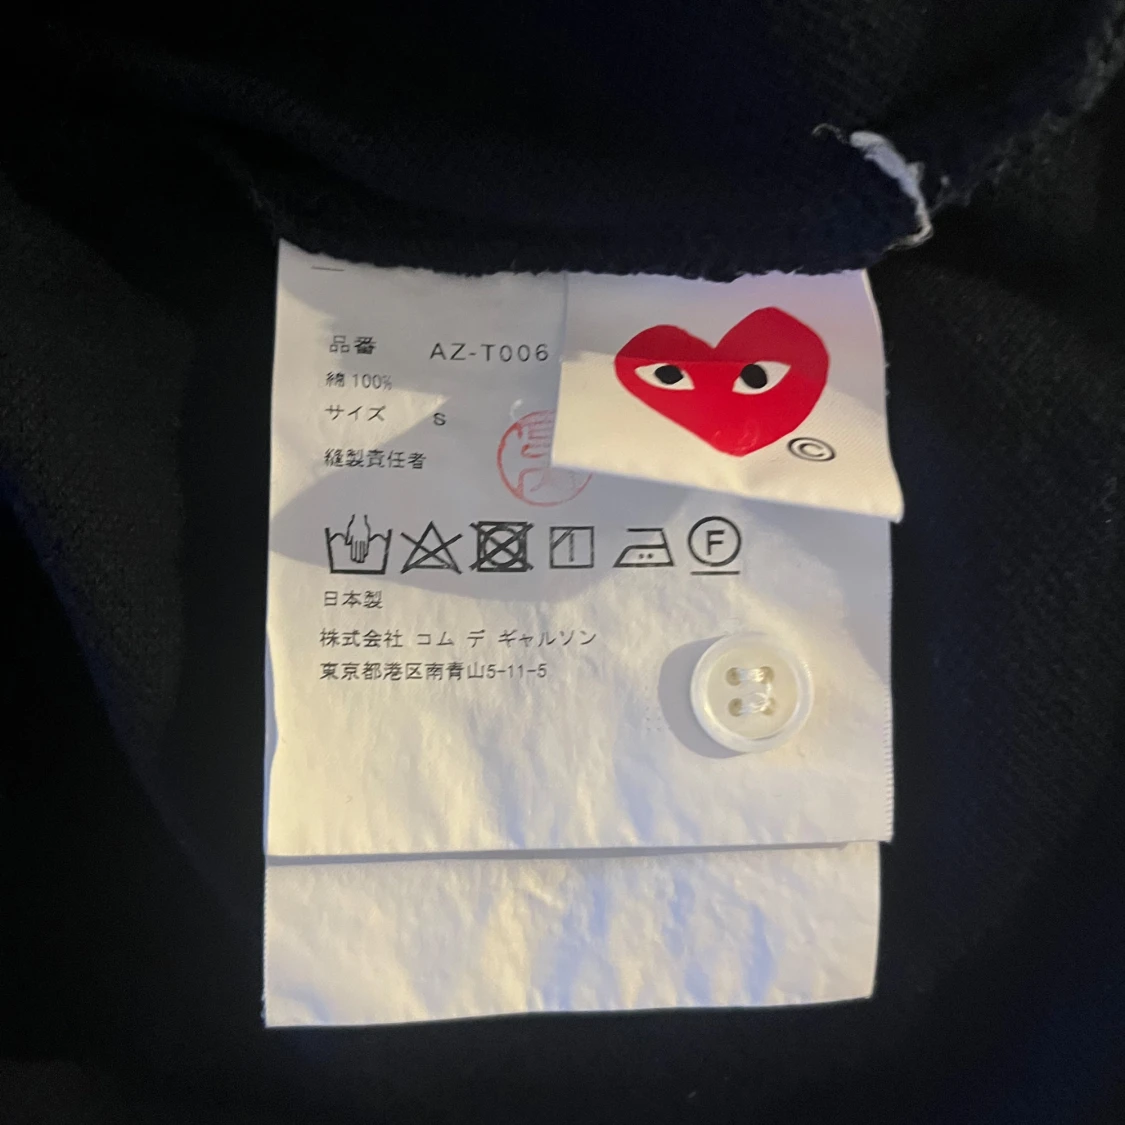 品番 AZ-T006
綿 100%
サイズ S
縫製責任者
F
日本製
株式会社 コム デ ギャルソン
東京都港区南青山5-11-5
©